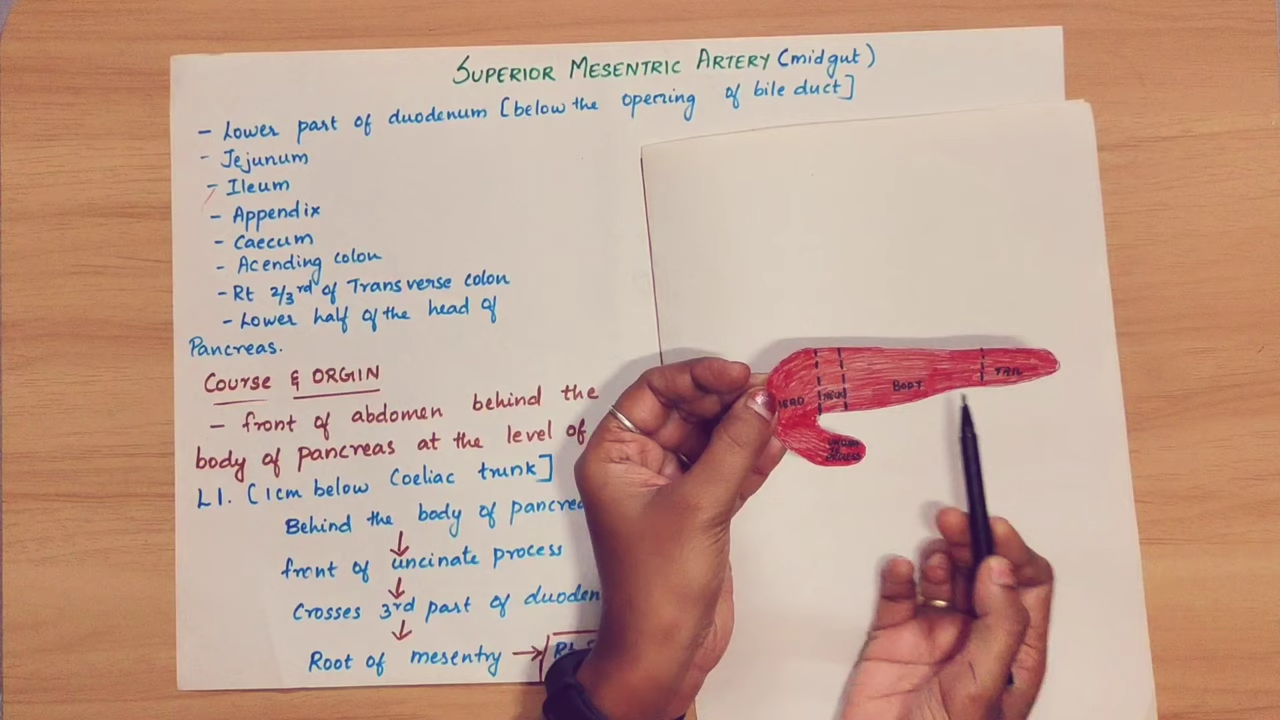 SUPERIOR MESENTRIC ARTERY (midgut)
- Lower part of duodenum [below the opening of bile duct]
- Jejunum
- Ileum
- Appendix
- Caecum
- Acending colon
- Rt 2/3rd of Transverse colon
- Lower half of the head of
Pancreas.
Course & ORGIN
- front of abdomen behind the
body of pancreas at the level of
L1. [1cm below Coeliac trunk]
Behind the body of pancrea
front of uncinate process
Crosses 3rd part of duoden
Root of mesentry → Rt
HEAD
NECK
BODY
TAIL
PROCESS